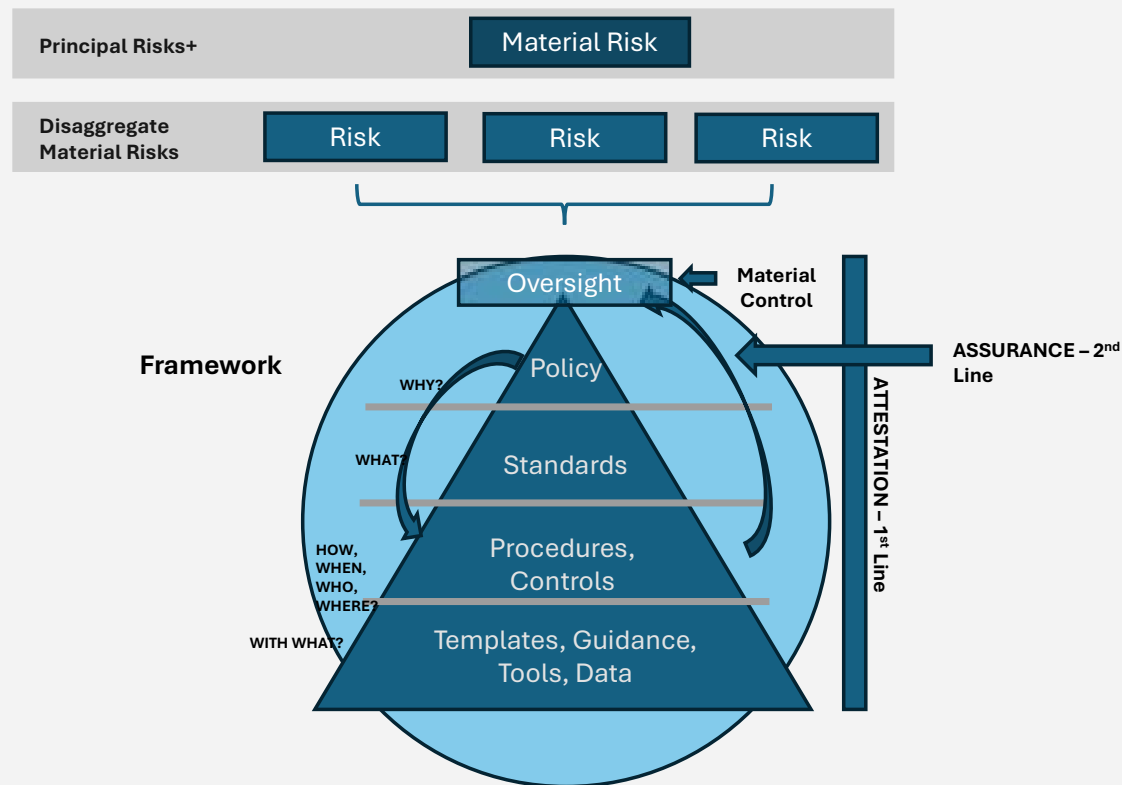 Principal Risks+
Material Risk
Disaggregate
Material Risks
Risk
Risk
Risk
Oversight
Material
Control
Framework
ASSURANCE – 2nd
Line
Policy
WHY?
ATTESTATION – 1st Line
WHAT?
Standards
HOW,
WHEN,
WHO,
WHERE?
Procedures,
Controls
WITH WHAT?
Templates, Guidance,
Tools, Data